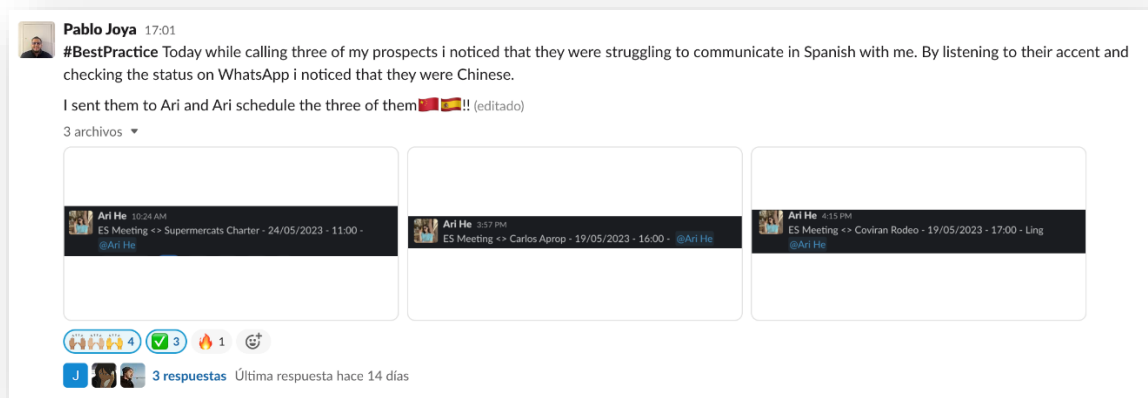 Pablo Joya 17:01
#BestPractice Today while calling three of my prospects i noticed that they were struggling to communicate in Spanish with me. By listening to their accent and
checking the status on WhatsApp i noticed that they were Chinese.
I sent them to Ari and Ari schedule the three of them🇨🇳🇪🇸!! (editado)
3 archivos
Ari He 10:24 AM
ES Meeting <> Supermercats Charter - 24/05/2023 - 11:00 -
@Ari He
Ari He 3:57 PM
ES Meeting <> Carlos Aprop - 19/05/2023 - 16:00 - @Ari He
Ari He 4:15 PM
ES Meeting <> Coviran Rodeo - 19/05/2023 - 17:00 - Ling
@Ari He
4 3 1
J 3 respuestas Última respuesta hace 14 días